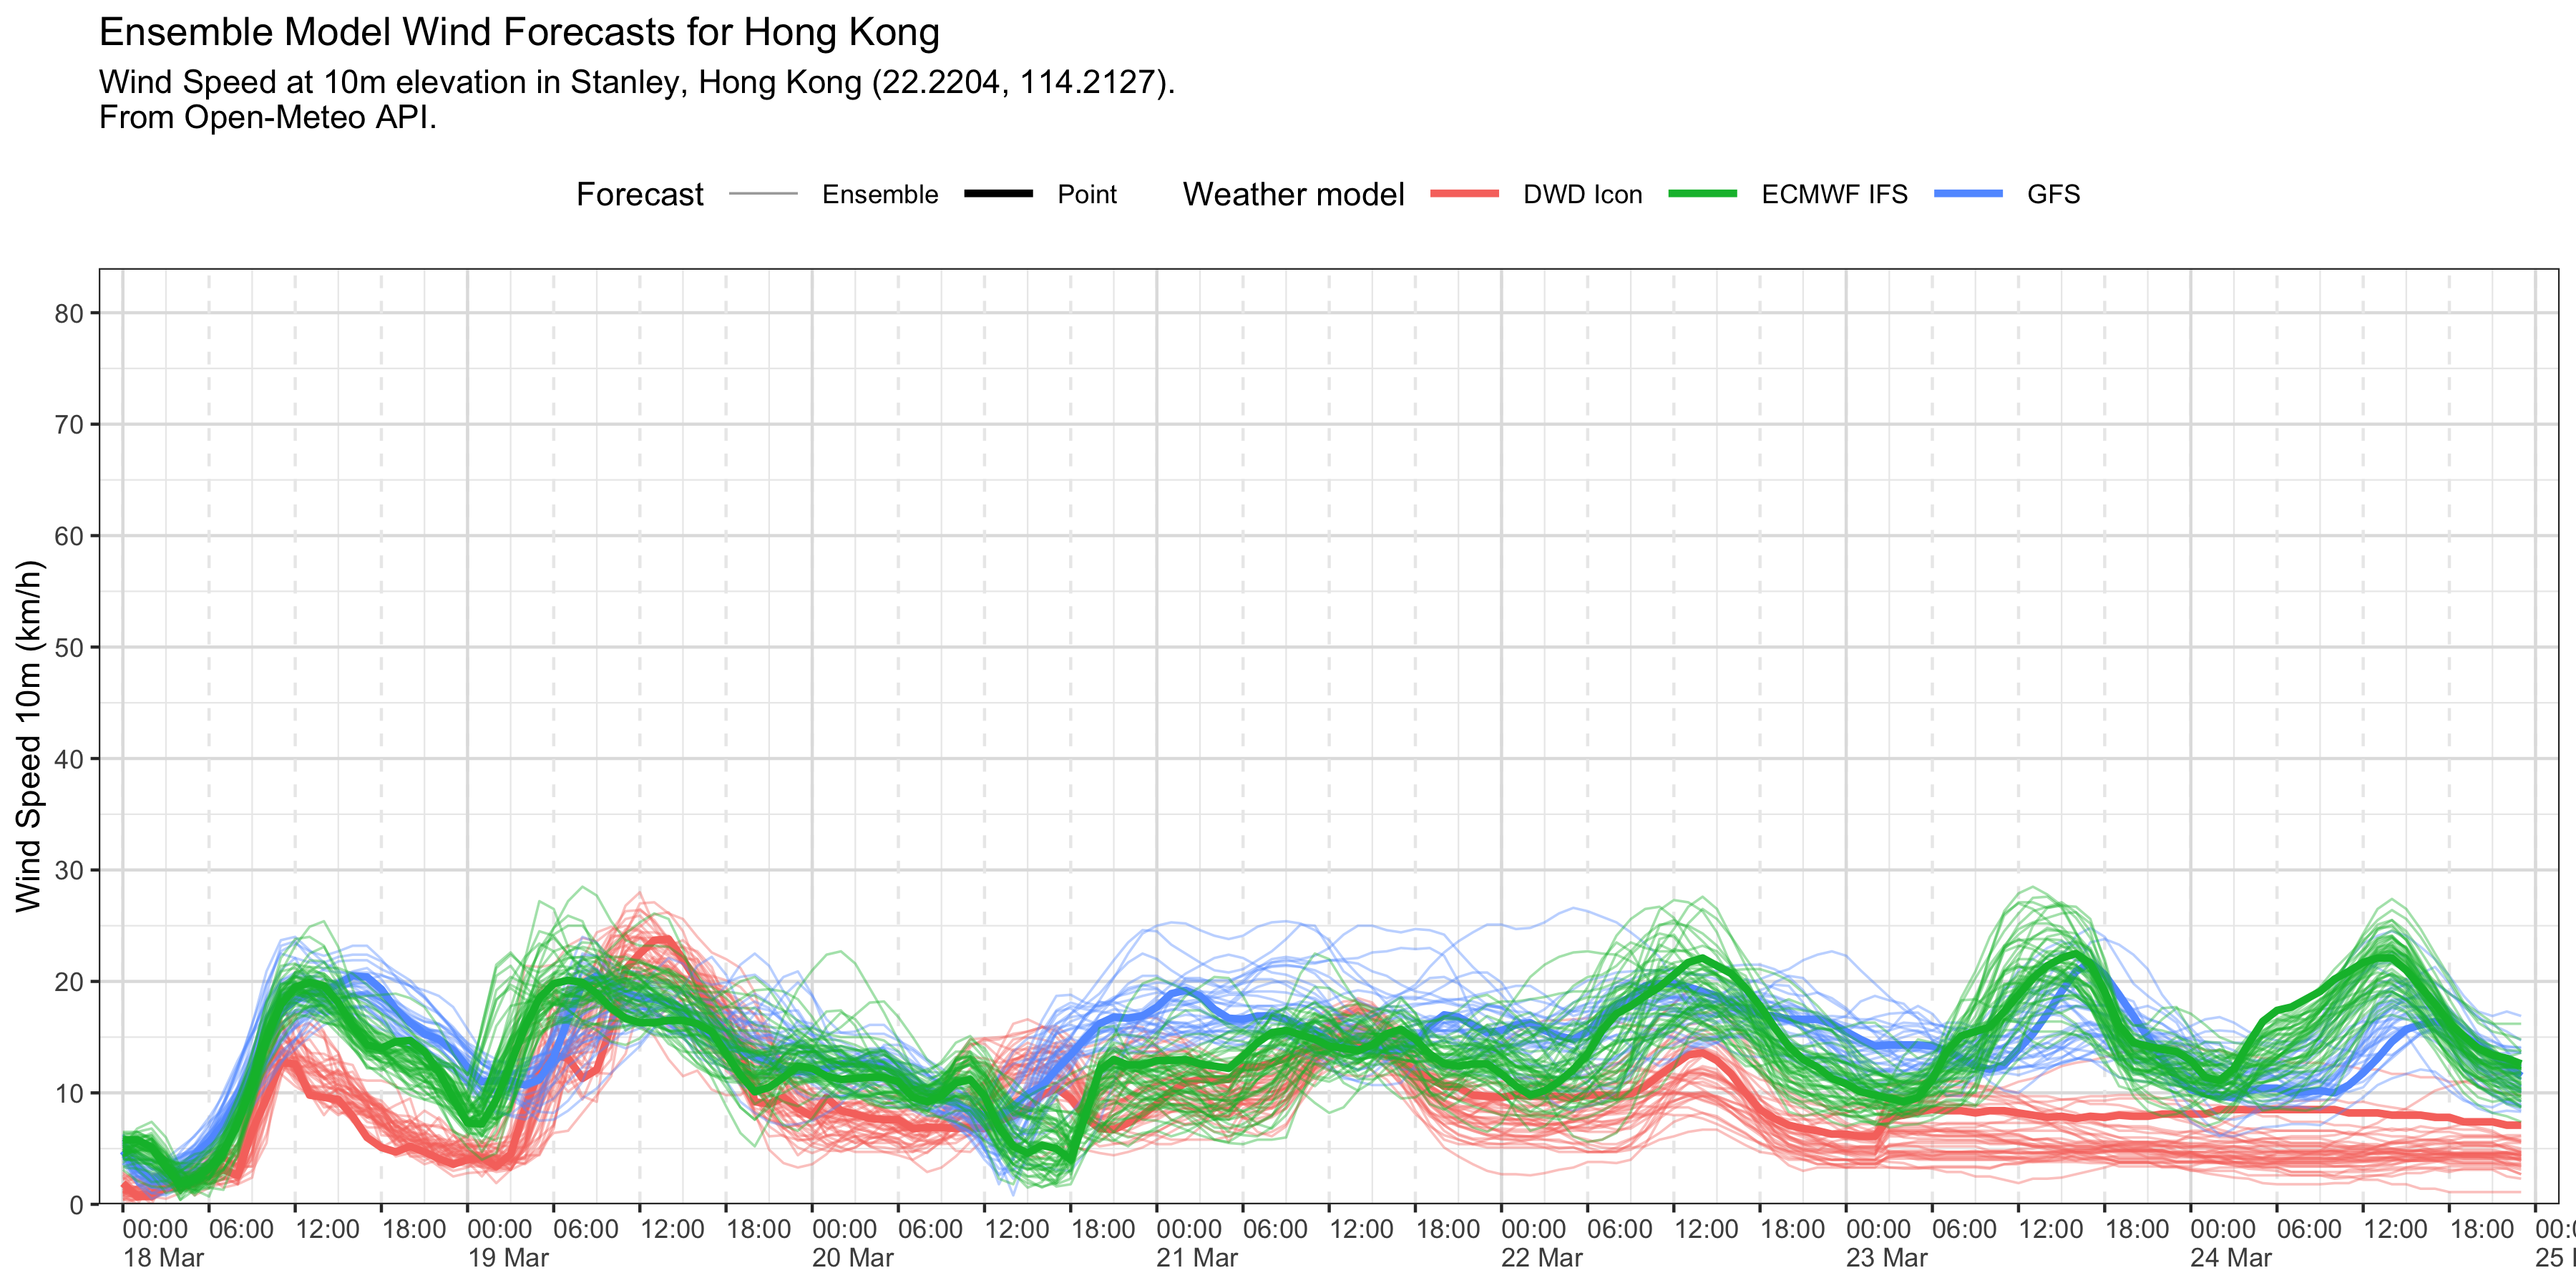 Ensemble Model Wind Forecasts for Hong Kong
Wind Speed at 10m elevation in Stanley, Hong Kong (22.2204, 114.2127).
From Open-Meteo API.
Forecast Ensemble Point Weather model DWD Icon ECMWF IFS GFS
Wind Speed 10m (km/h)
80
70
60
50
40
30
20
10
0
00:00 06:00 12:00 18:00 00:00 06:00 12:00 18:00 00:00 06:00 12:00 18:00 00:00 06:00 12:00 18:00 00:00 06:00 12:00 18:00 00:00 06:00 12:00 18:00 00:00 06:00 12:00 18:00
18 Mar 19 Mar 20 Mar 21 Mar 22 Mar 23 Mar 24 Mar 25